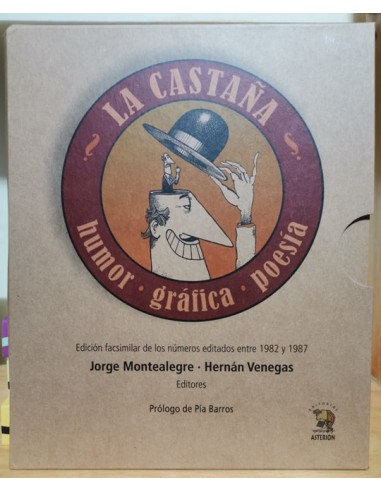 LA CASTAÑA
humor · gráfica · poesía
Edición facsimilar de los números editados entre 1982 y 1987
Jorge Montealegre · Hernán Venegas
Editores
Prólogo de Pía Barros
EDITORIAL
ASTERION